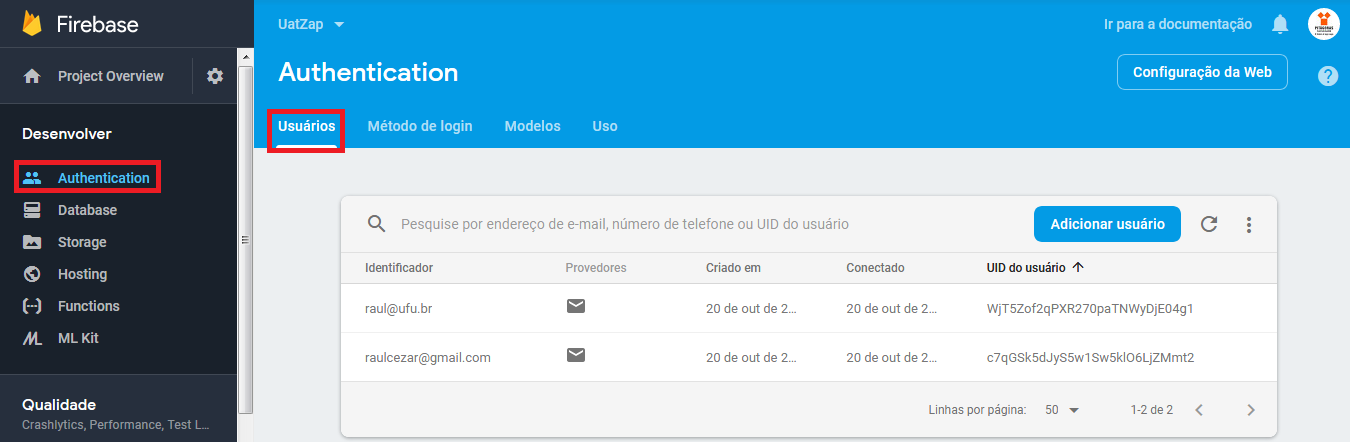 Firebase
Project Overview
Desenvolver
Authentication
Database
Storage
Hosting
Functions
ML Kit
Qualidade
Crashlytics, Performance, Test L...
UatZap
Ir para a documentação
Authentication
Configuração da Web
Usuários Método de login Modelos Uso
Pesquise por endereço de e-mail, número de telefone ou UID do usuário
Adicionar usuário
Identificador Provedores Criado em Conectado UID do usuário
raul@ufu.br 20 de out de 2... 20 de out de 2... WjT5Zof2qPXR270paTNWyDjE04g1
raulcezar@gmail.com 20 de out de 2... 20 de out de 2... c7qGSk5dJyS5w1Sw5klO6LjZMmt2
Linhas por página: 50 1-2 de 2